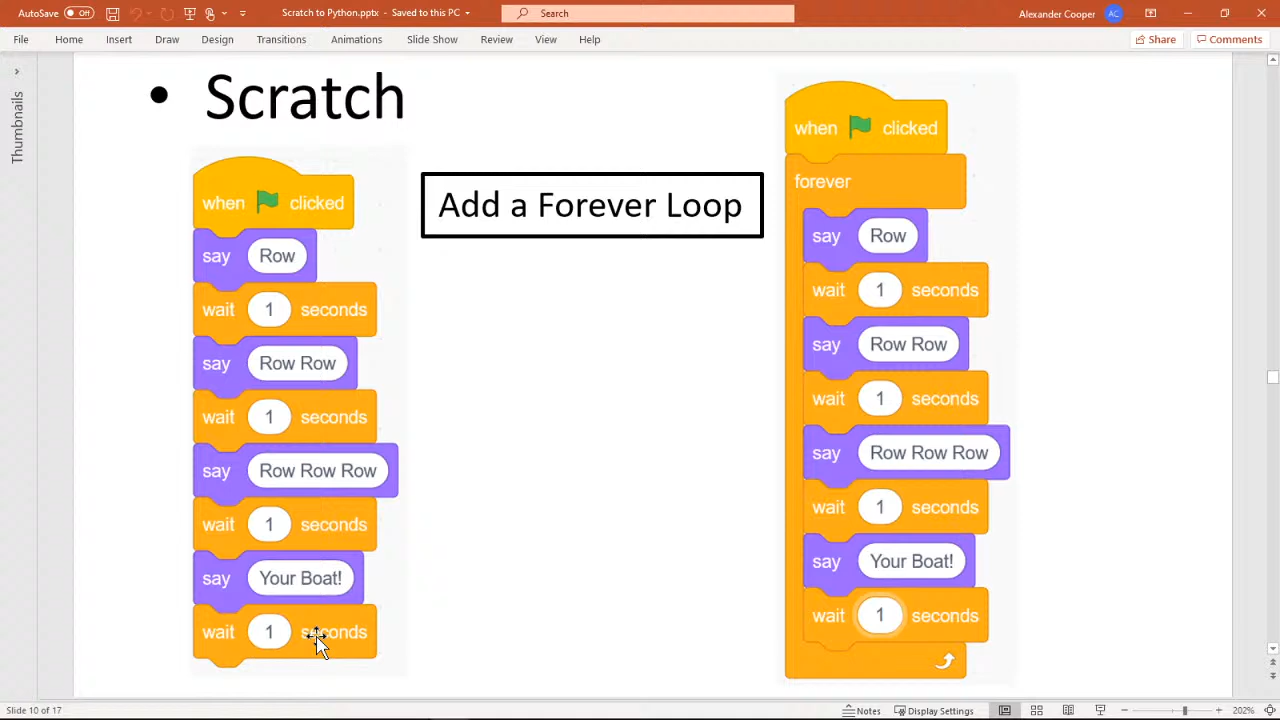 AutoSave Off
Scratch to Python.pptx - Saved to this PC
Search
Alexander Cooper AC
File Home Insert Draw Design Transitions Animations Slide Show Review View Help Share Comments
Thumbnails
• Scratch
when clicked
say Row
wait 1 seconds
say Row Row
wait 1 seconds
say Row Row Row
wait 1 seconds
say Your Boat!
wait 1 seconds
Add a Forever Loop
when clicked
forever
say Row
wait 1 seconds
say Row Row
wait 1 seconds
say Row Row Row
wait 1 seconds
say Your Boat!
wait 1 seconds
Slide 10 of 17 Notes Display Settings 202%